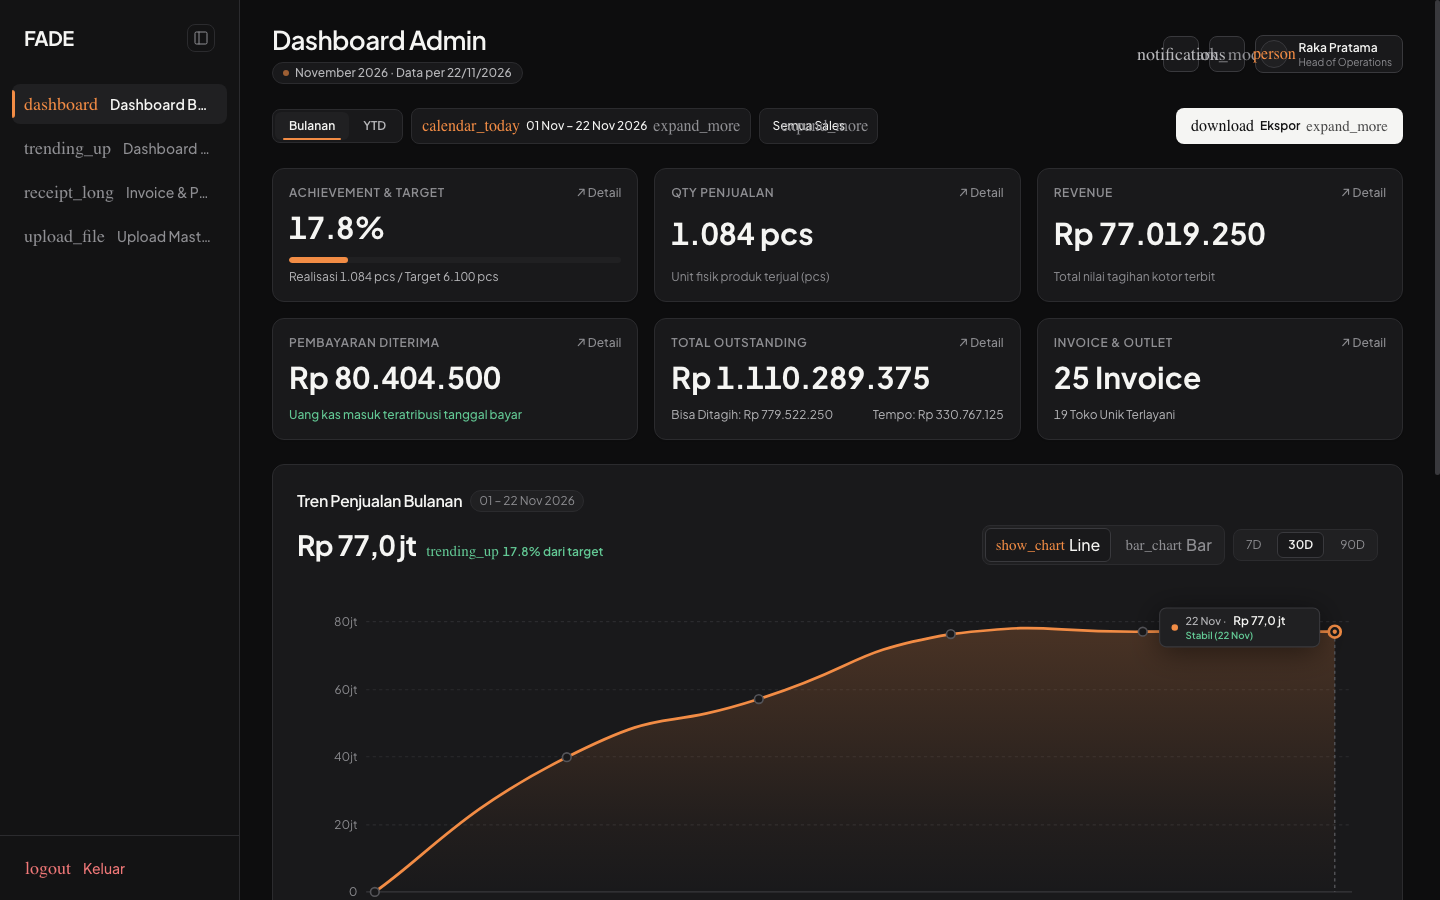 FADE
dashboard Dashboard B...
trending_up Dashboard ...
receipt_long Invoice & P...
upload_file Upload Mast...
logout Keluar
Dashboard Admin
November 2026 · Data per 22/11/2026
notifications
person
Raka Pratama
Head of Operations
Bulanan YTD
calendar_today 01 Nov – 22 Nov 2026 expand_more
Semua Sales expand_more
download Ekspor expand_more
ACHIEVEMENT & TARGET ↗ Detail
17.8%
Realisasi 1.084 pcs / Target 6.100 pcs
QTY PENJUALAN ↗ Detail
1.084 pcs
Unit fisik produk terjual (pcs)
REVENUE ↗ Detail
Rp 77.019.250
Total nilai tagihan kotor terbit
PEMBAYARAN DITERIMA ↗ Detail
Rp 80.404.500
Uang kas masuk teratribusi tanggal bayar
TOTAL OUTSTANDING ↗ Detail
Rp 1.110.289.375
Bisa Ditagih: Rp 779.522.250 Tempo: Rp 330.767.125
INVOICE & OUTLET ↗ Detail
25 Invoice
19 Toko Unik Terlayani
Tren Penjualan Bulanan 01 – 22 Nov 2026
Rp 77,0 jt trending_up 17.8% dari target
show_chart Line bar_chart Bar 7D 30D 90D
80jt
60jt
40jt
20jt
0
22 Nov · Rp 77,0 jt
Stabil (22 Nov)